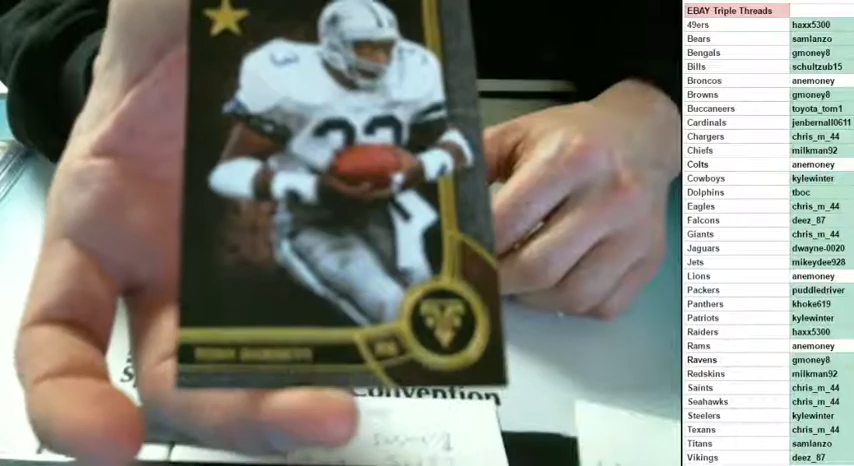 EBAY Triple Threads
49ers haxx5300
Bears samlanzo
Bengals gmoney8
Bills schultzub15
Broncos anemoney
Browns gmoney8
Buccaneers toyota_tom1
Cardinals jenbernall0611
Chargers chris_m_44
Chiefs milkman92
Colts anemoney
Cowboys kylewinter
Dolphins tboc
Eagles chris_m_44
Falcons deez_87
Giants chris_m_44
Jaguars dwayne-0020
Jets mikeydee928
Lions anemoney
Packers puddledriver
Panthers khoke619
Patriots kylewinter
Raiders haxx5300
Rams anemoney
Ravens gmoney8
Redskins milkman92
Saints chris_m_44
Seahawks chris_m_44
Steelers kylewinter
Texans chris_m_44
Titans samlanzo
Vikings deez_87
3
33
Convention